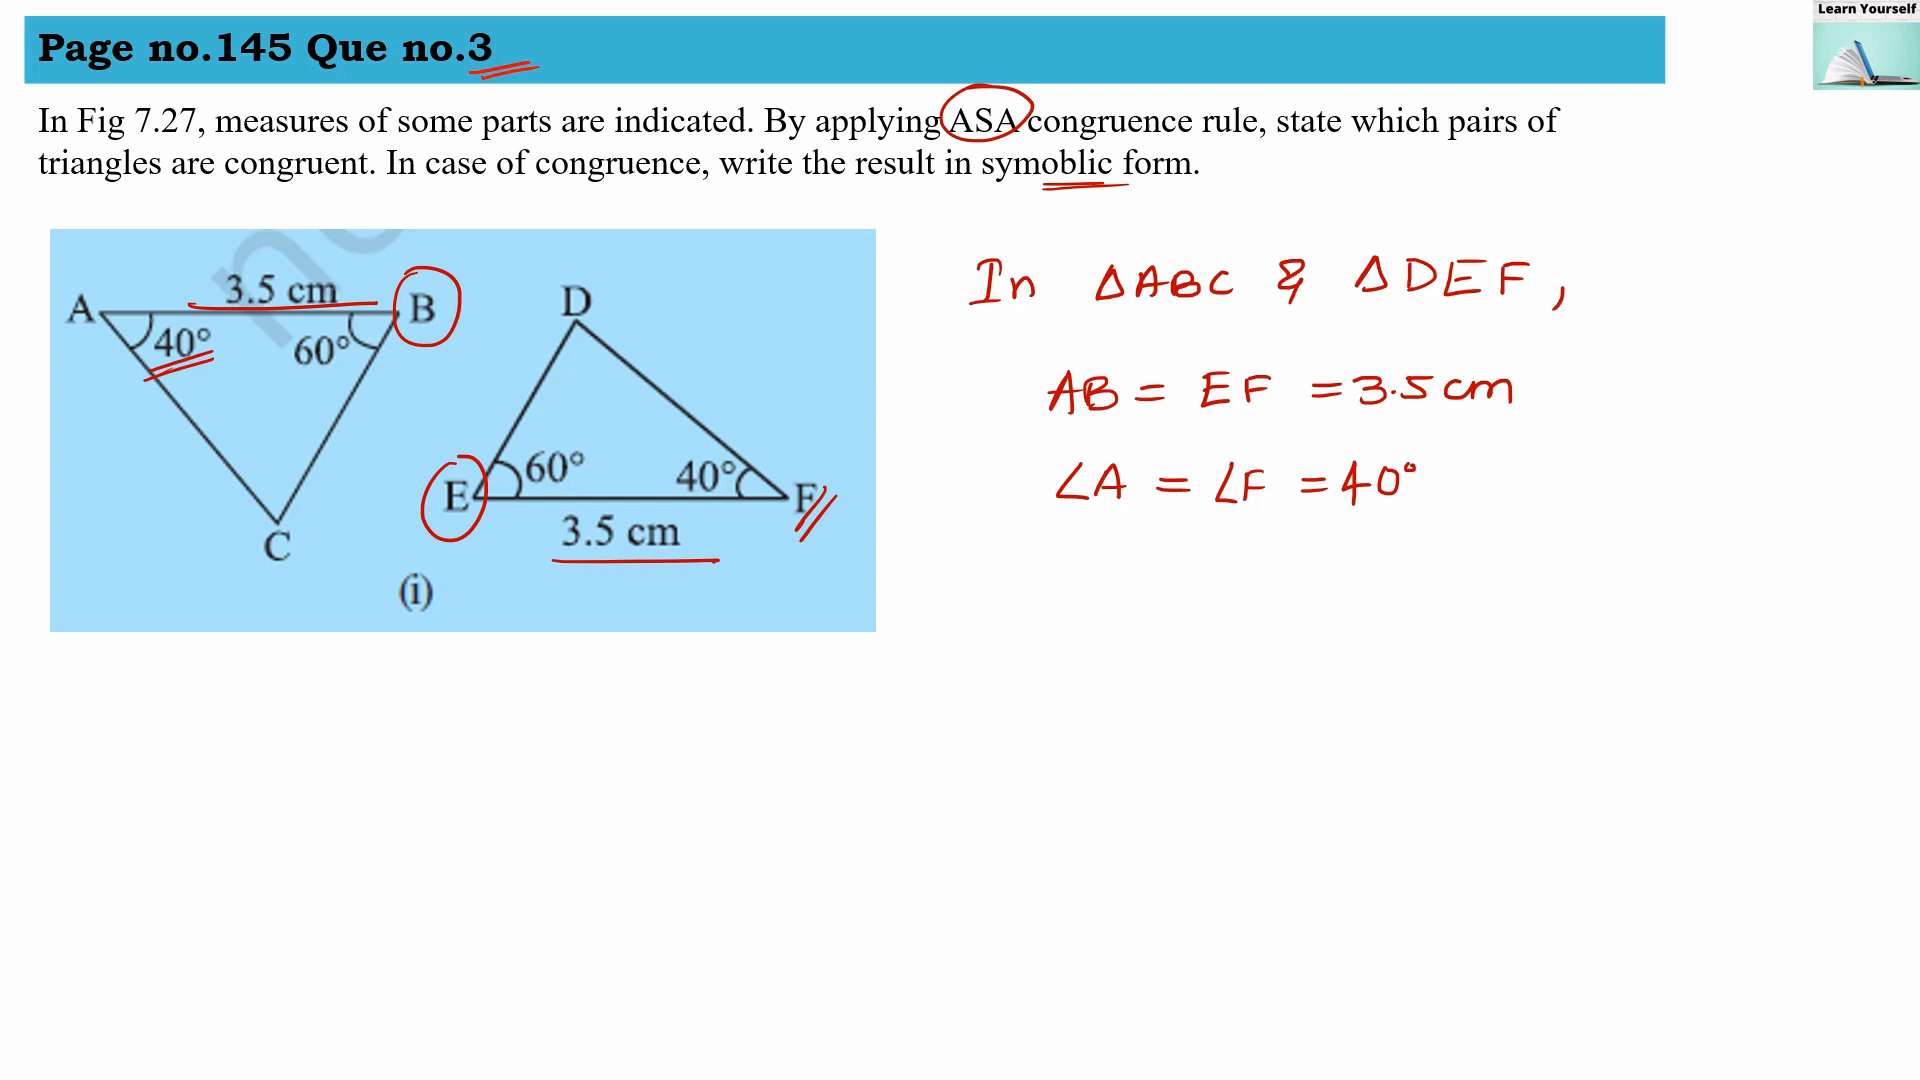 Learn Yourself
Page no.145 Que no.3
In Fig 7.27, measures of some parts are indicated. By applying ASA congruence rule, state which pairs of
triangles are congruent. In case of congruence, write the result in symoblic form.
A 3.5 cm B
40° 60°
C
D
E 60° 40° F
3.5 cm
(i)
In ΔABC & ΔDEF,
AB = EF = 3.5 cm
∠A = ∠F = 40°